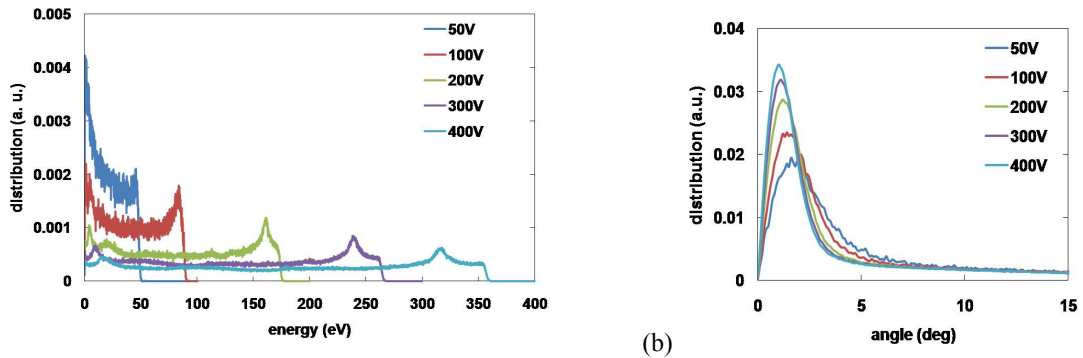 0.005
0.004
0.003
0.002
0.001
0
distribution (a. u.)
0 50 100 150 200 250 300 350 400
energy (eV)
50V
100V
200V
300V
400V
(b)
0.04
0.03
0.02
0.01
0
distribution (a.u.)
0 5 10 15
angle (deg)
50V
100V
200V
300V
400V